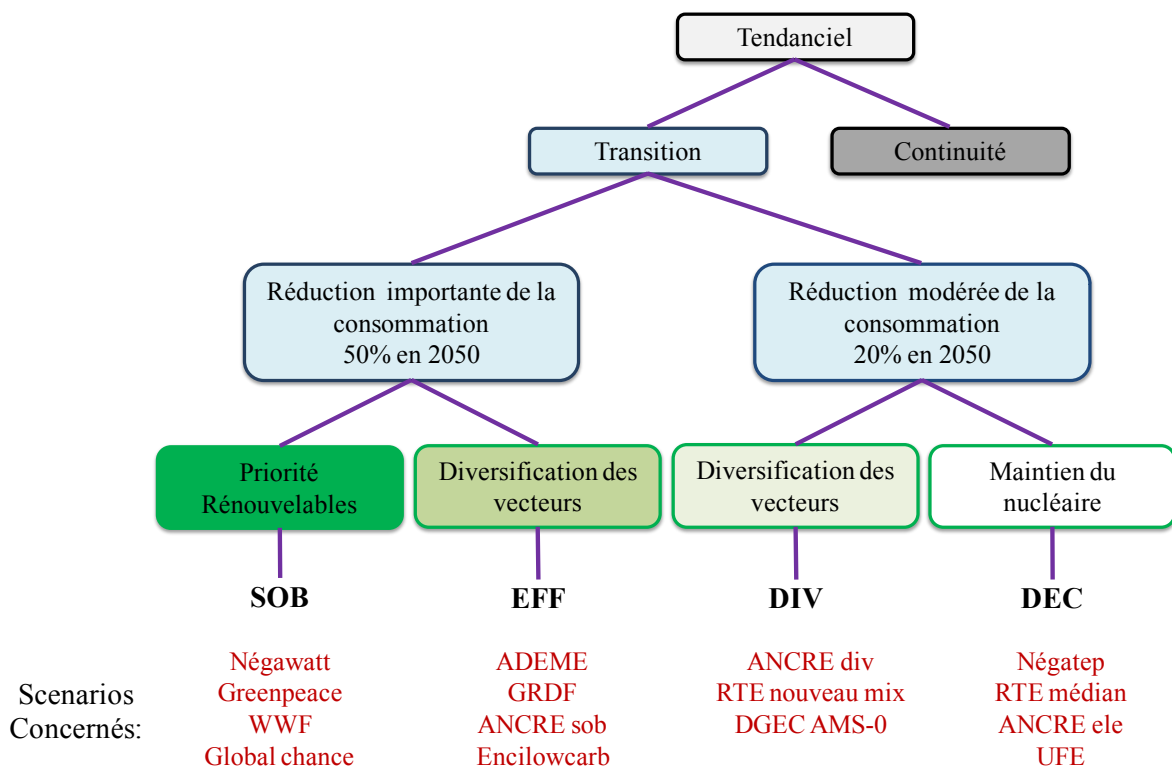 Tendanciel
Transition
Continuité
Réduction importante de la
consommation
50% en 2050
Réduction modérée de la
consommation
20% en 2050
Priorité
Rénouvelables
Diversification des
vecteurs
Diversification des
vecteurs
Maintien du
nucléaire
SOB
EFF
DIV
DEC
Scenarios
Concernés:
Négawatt
Greenpeace
WWF
Global chance
ADEME
GRDF
ANCRE sob
Encilowcarb
ANCRE div
RTE nouveau mix
DGEC AMS-0
Négatep
RTE médian
ANCRE ele
UFE